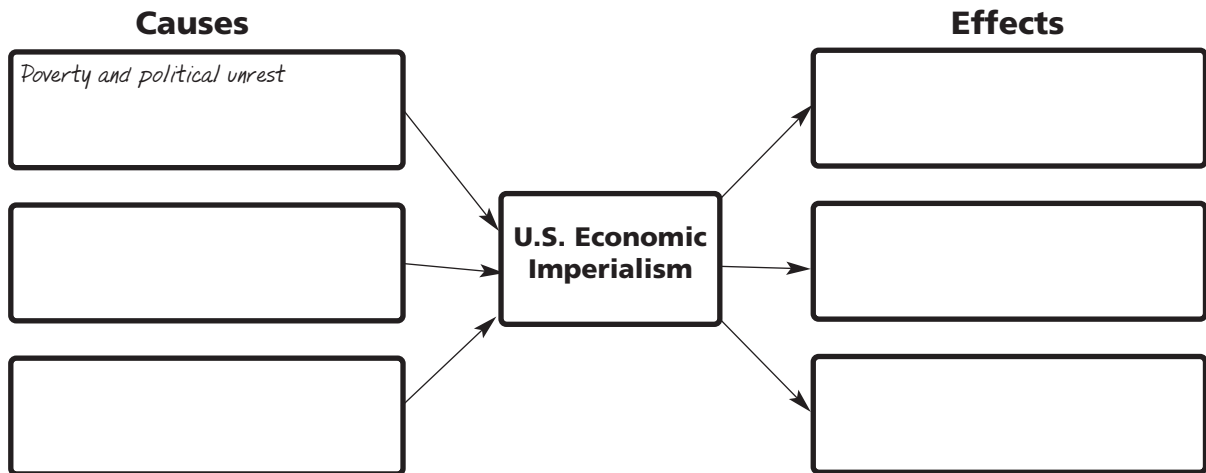 Causes
Effects
Poverty and political unrest
U.S. Economic
Imperialism